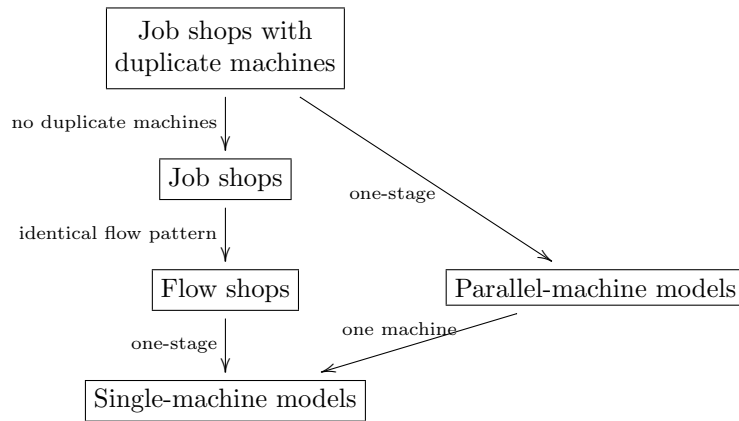 Job shops with
duplicate machines
no duplicate machines
Job shops
one-stage
identical flow pattern
Flow shops
Parallel-machine models
one-stage
one machine
Single-machine models